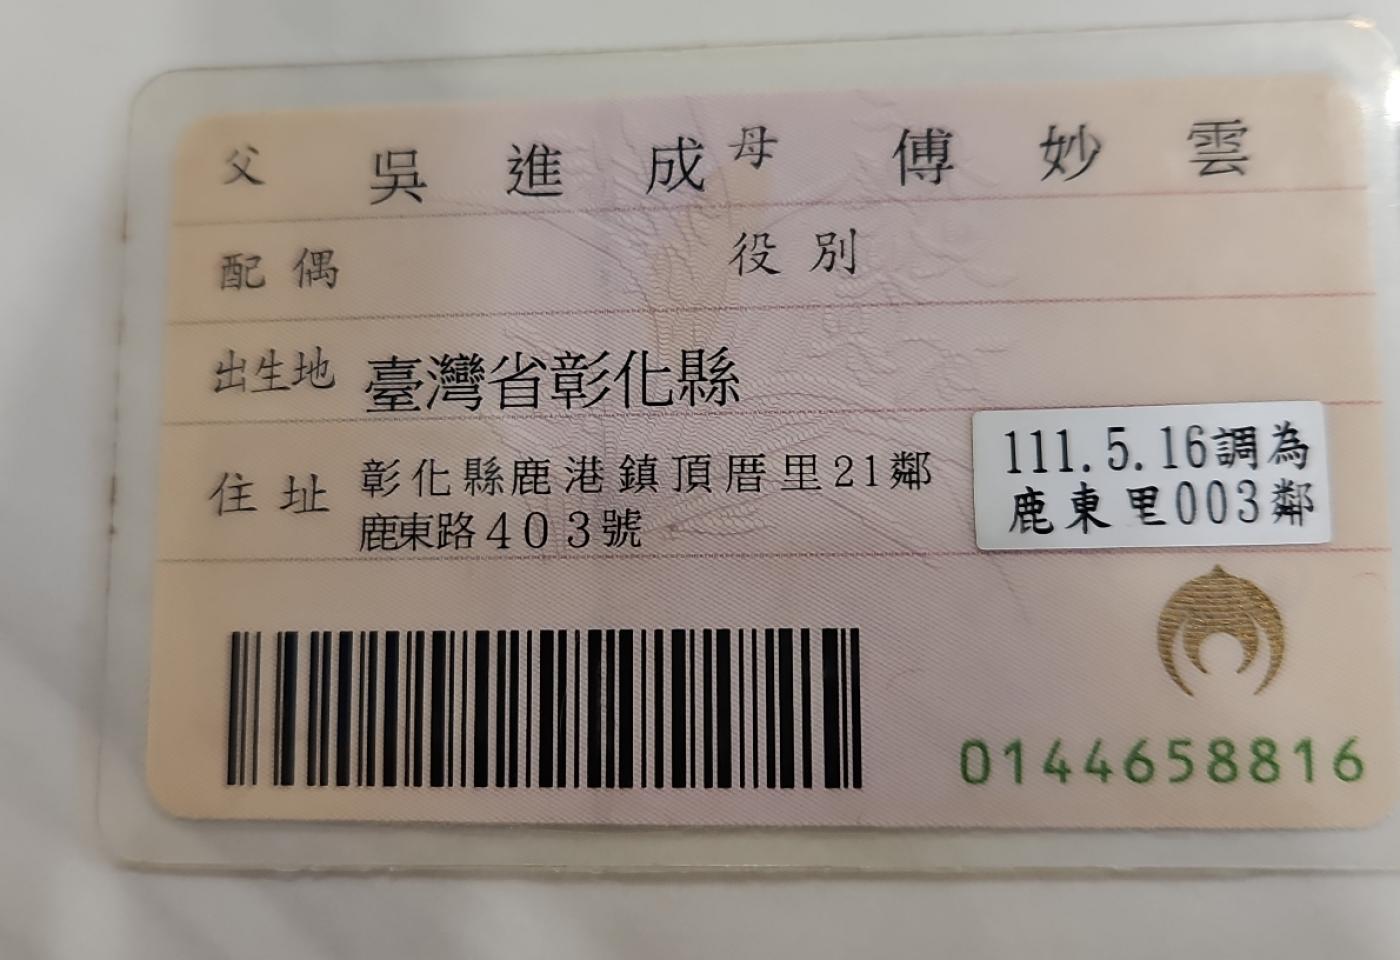 父 吳進成 母 傅妙雲
配偶 役別
出生地 臺灣省彰化縣
住址 彰化縣鹿港鎮頂厝里21鄰
鹿東路403號
111.5.16調為
鹿東里003鄰
0144658816